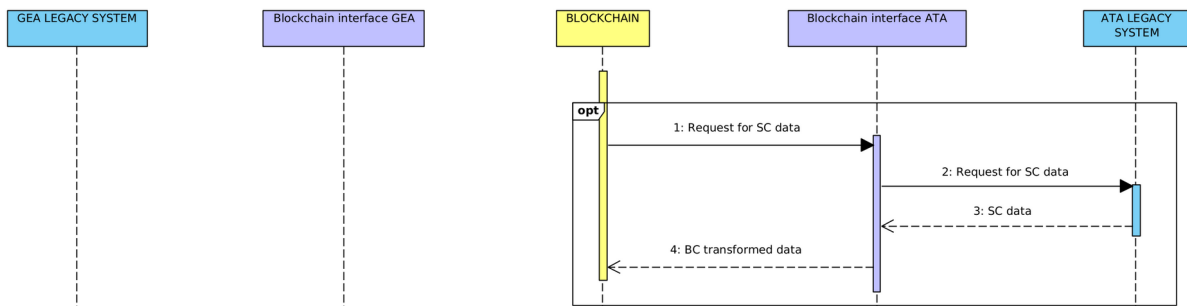 GEA LEGACY SYSTEM
Blockchain interface GEA
BLOCKCHAIN
Blockchain interface ATA
ATA LEGACY
SYSTEM
opt
1: Request for SC data
2: Request for SC data
3: SC data
4: BC transformed data